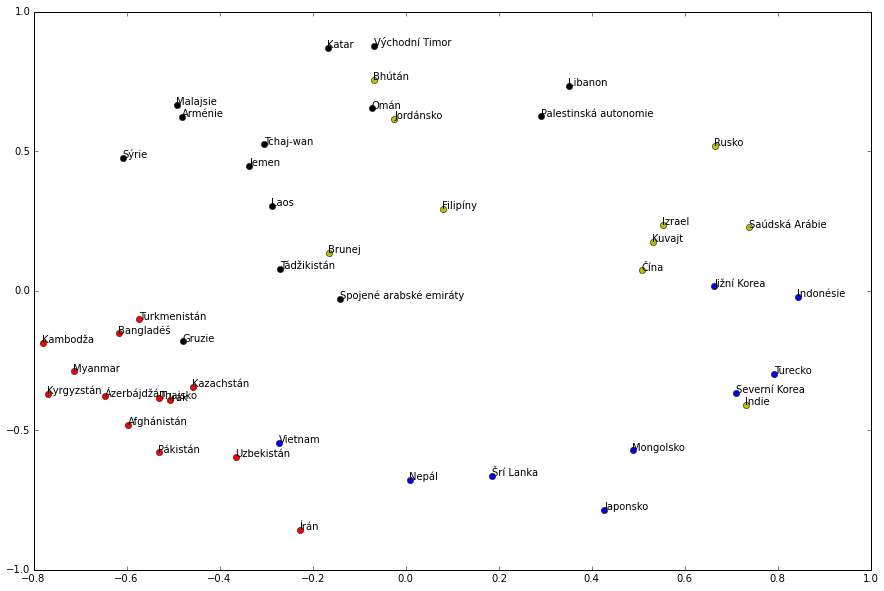 1.0
Katar
Východní Timor
Bhútán
Libanon
Malajsie
Arménie
Omán
Jordánsko
Palestinská autonomie
0.5
Sýrie
Tchaj-wan
Jemen
Rusko
Laos
Filipíny
Izrael
Saúdská Arábie
Kuvajt
Brunej
Tádžikistán
Čína
0.0
Spojené arabské emiráty
Jižní Korea
Indonésie
Turkmenistán
Bangladéš
Kambodža
Gruzie
Myanmar
Turecko
Kyrgyzstán
Ázerbájdžán
Thajsko
Irák
Kazachstán
Severní Korea
Indie
Afghánistán
−0.5
Pákistán
Uzbekistán
Vietnam
Mongolsko
Nepál
Šrí Lanka
Japonsko
Írán
−1.0
−0.8 −0.6 −0.4 −0.2 0.0 0.2 0.4 0.6 0.8 1.0